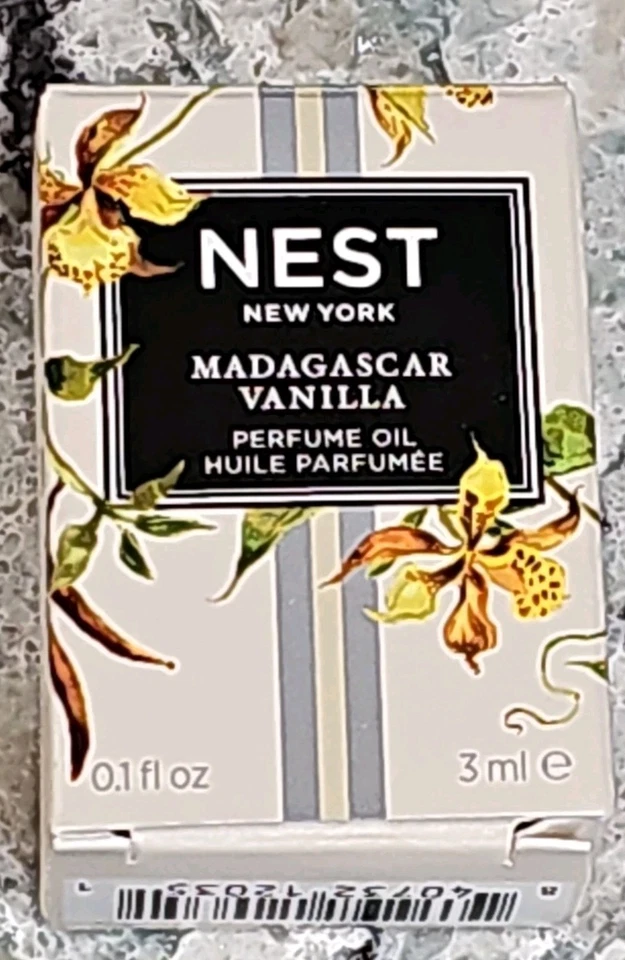 NEST
NEW YORK
MADAGASCAR
VANILLA
PERFUME OIL
HUILE PARFUMÉE
0.1 fl oz
3 ml e